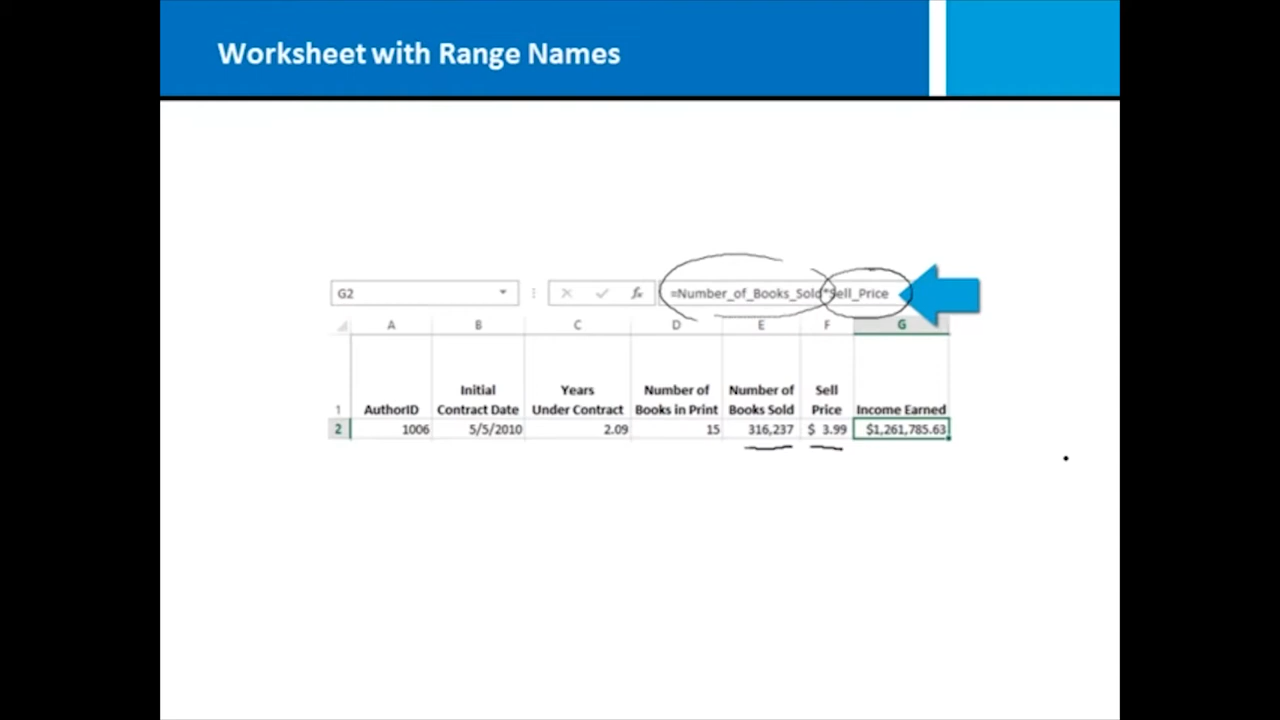 Worksheet with Range Names
G2 fx =Number_of_Books_Sold*Sell_Price
A B C D E F G
Initial Years Number of Number of Sell
1 AuthorID Contract Date Under Contract Books in Print Books Sold Price Income Earned
2 1006 5/5/2010 2.09 15 316,237 $ 3.99 $1,261,785.63